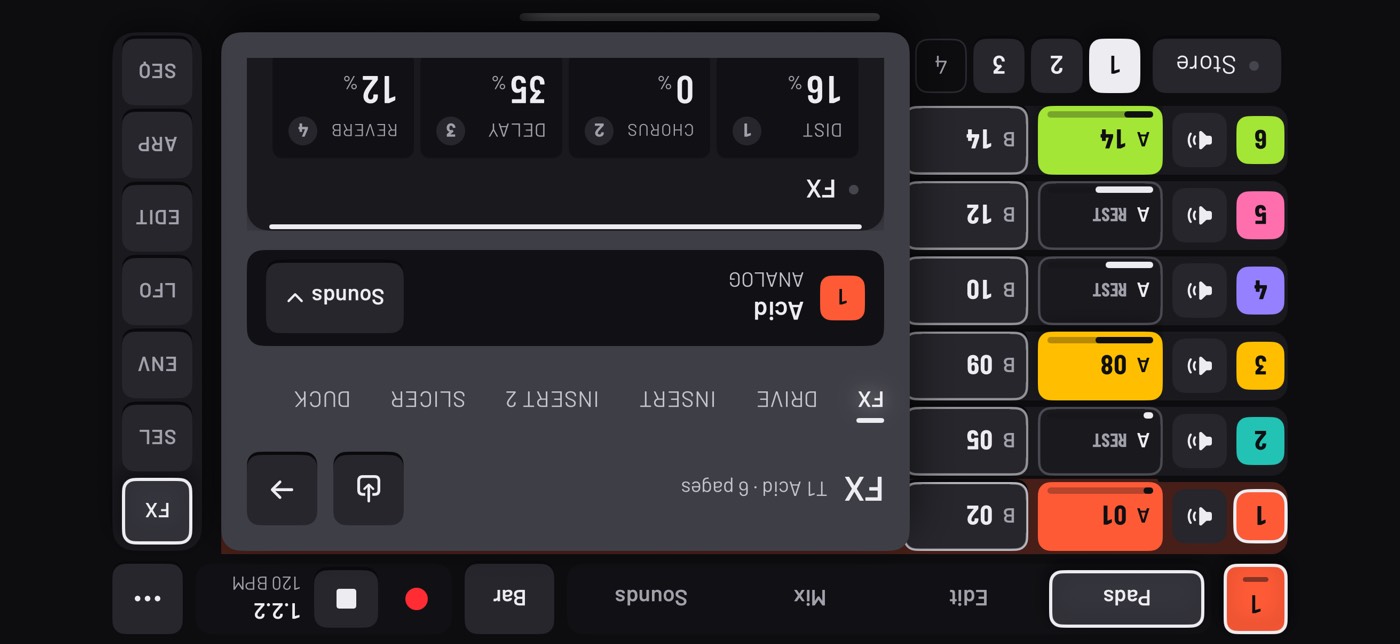 1
Pads
Edit
Mix
Sounds
Bar
1.2.2
120 BPM
1
A 01
B 02
2
A REST
B 05
3
A 08
B 09
4
A REST
B 10
5
A REST
B 12
6
A 14
B 14
Store
1
2
3
4
FX T1 Acid · 6 pages
FX DRIVE INSERT INSERT 2 SLICER DUCK
1
Acid
ANALOG
Sounds
FX
DIST 1
16%
CHORUS 2
0%
DELAY 3
35%
REVERB 4
12%
FX
SEL
ENV
LFO
EDIT
ARP
SEQ